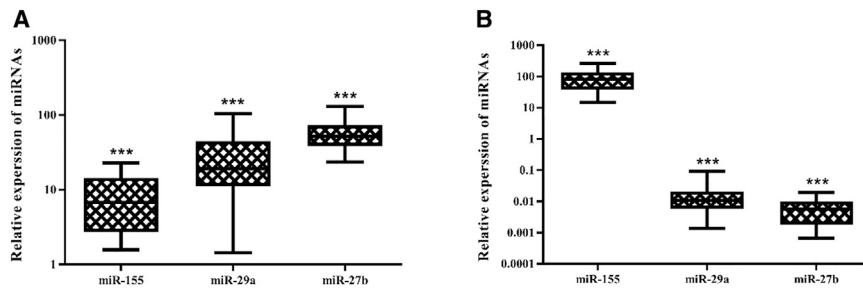 A
Relative experssion of miRNAs
1000
100
10
1
***
***
***
miR-155
miR-29a
miR-27b
B
Relative experssion of miRNAs
1000
100
10
1
0.1
0.01
0.001
0.0001
***
***
***
miR-155
miR-29a
miR-27b